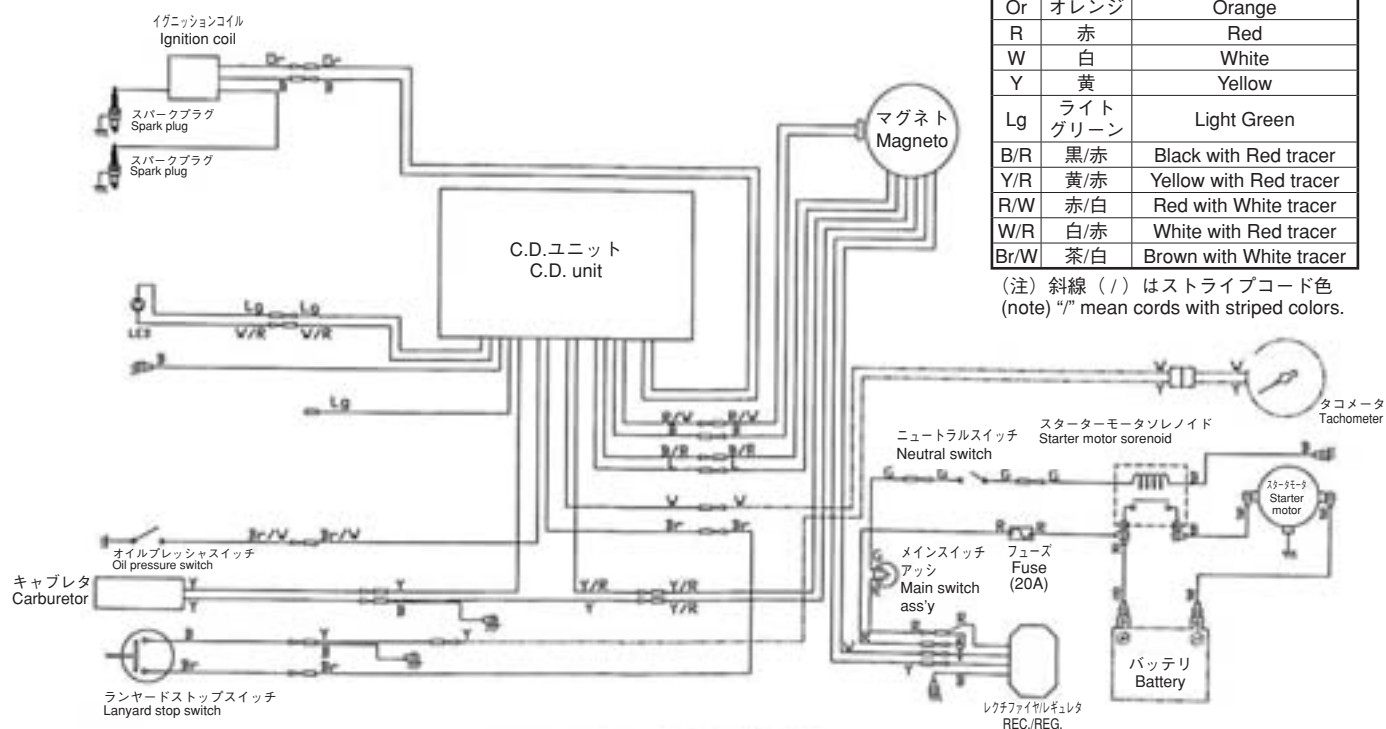 イグニッションコイル
Ignition coil
Or Or
B B
スパークプラグ
Spark plug
スパークプラグ
Spark plug
マグネト
Magneto
C.D.ユニット
C.D. unit
Or オレンジ Orange
R 赤 Red
W 白 White
Y 黄 Yellow
Lg ライト
グリーン Light Green
B/R 黒/赤 Black with Red tracer
Y/R 黄/赤 Yellow with Red tracer
R/W 赤/白 Red with White tracer
W/R 白/赤 White with Red tracer
Br/W 茶/白 Brown with White tracer
(注) 斜線 ( / ) はストライプコード色
(note) “/” mean cords with striped colors.
LED
Lg Lg
W/R W/R
B
Lg
R/W R/W
B B
B/R B/R
L L
W W
Br Br
W W
Y Y
タコメータ
Tachometer
ニュートラルスイッチ
Neutral switch
スターターモータソレノイド
Starter motor sorenoid
G G G G
B
B
スタータモータ
Starter
motor
B B
R R
B B
R
フューズ
Fuse
(20A)
メインスイッチ
アッシ
Main switch
ass'y
G
R
Br/W Br/W
オイルプレッシャスイッチ
Oil pressure switch
キャブレタ
Carburetor
Y Y
Y B
Y/R Y/R
Y Y/R
B Y Y
B
Br Br
ランヤードストップスイッチ
Lanyard stop switch
R R
W
Y
B
レクチファイヤ/レギュレタ
REC./REG.
バッテリ
Battery